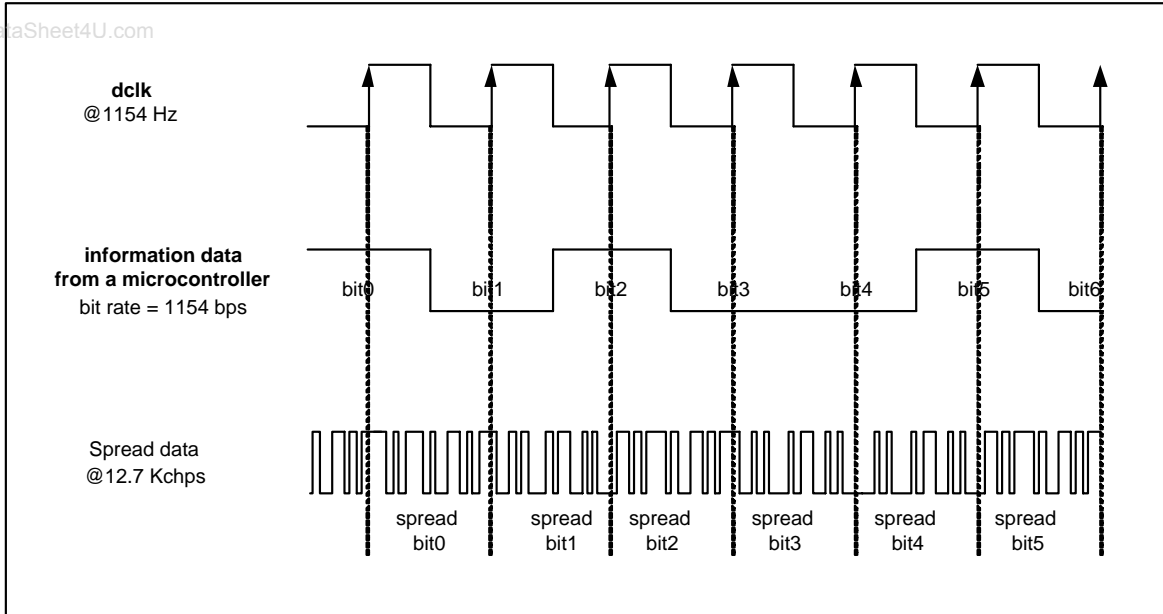 ataSheet4U.com
dclk
@1154 Hz
information data
from a microcontroller
bit rate = 1154 bps
bit0 bit1 bit2 bit3 bit4 bit5 bit6
Spread data
@12.7 Kchps
spread bit0
spread bit1
spread bit2
spread bit3
spread bit4
spread bit5